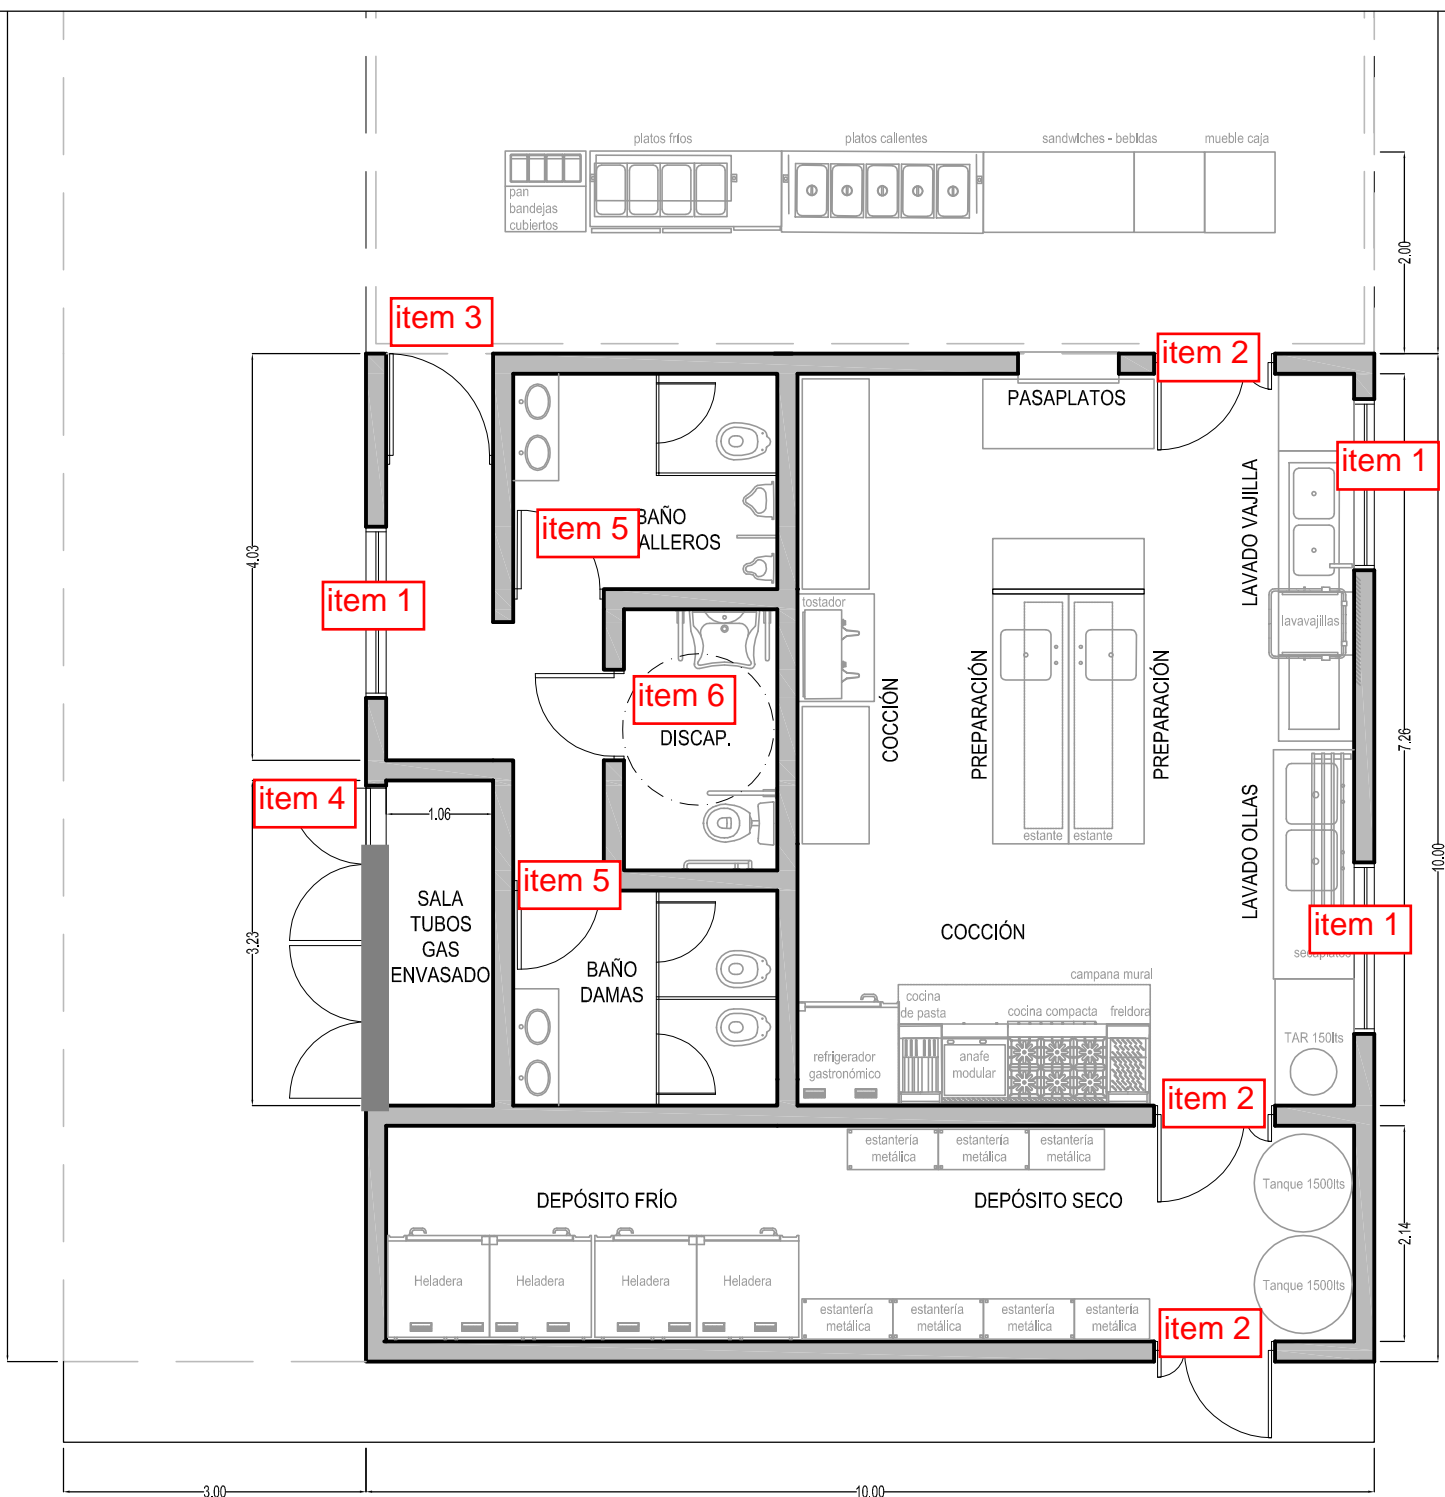 platos fríos
platos calientes
sandwiches - bebidas
mueble caja
pan
bandejas
cubiertos
2.00
item 3
item 2
PASAPLATOS
item 1
LAVADO VAJILLA
item 5
BAÑO
ALLEROS
4.03
item 1
tostador
lavavajillas
COCCIÓN
PREPARACIÓN
PREPARACIÓN
item 6
DISCAP.
7.26
item 4
1.06
estante
estante
LAVADO OLLAS
10.00
item 5
SALA
TUBOS
GAS
ENVASADO
3.23
BAÑO
DAMAS
COCCIÓN
item 1
secaplatos
campana mural
cocina
de pasta
cocina compacta
freidora
refrigerador
gastronómico
anafe
modular
TAR 150lts
item 2
estantería
metálica
estantería
metálica
estantería
metálica
DEPÓSITO FRÍO
DEPÓSITO SECO
Tanque 1500lts
2.14
Heladera
Heladera
Heladera
Heladera
Tanque 1500lts
estantería
metálica
estantería
metálica
estantería
metálica
estantería
metálica
item 2
3.00
10.00